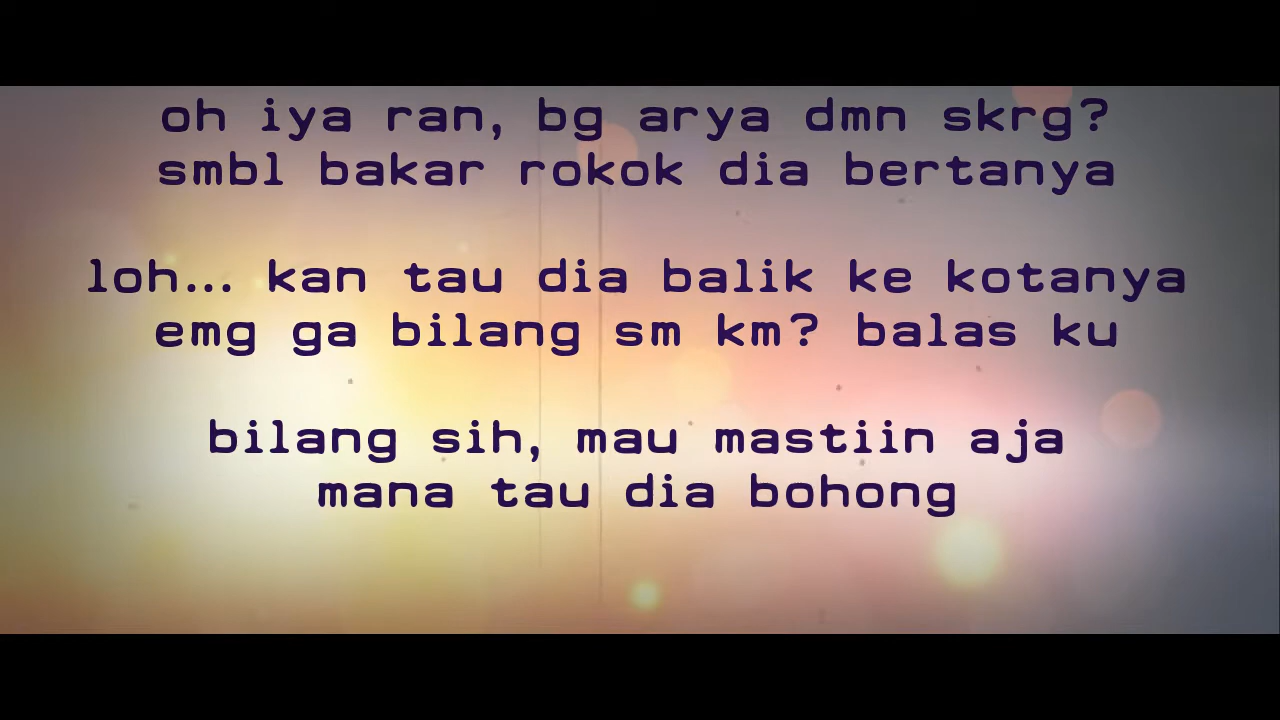 oh iya ran, bg arya dmn skrg?
smbl bakar rokok dia bertanya
loh... kan tau dia balik ke kotanya
emg ga bilang sm km? balas ku
bilang sih, mau mastiin aja
mana tau dia bohong